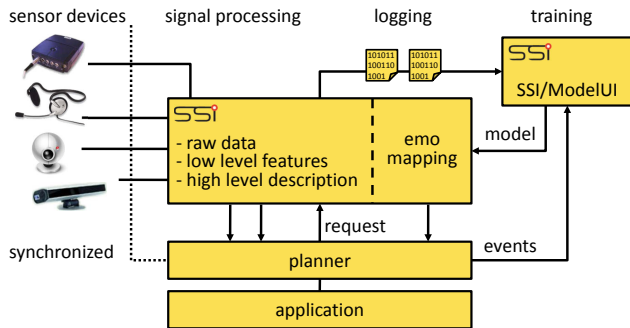 sensor devices
signal processing
logging
training
101011
100110
1001
101011
100110
1001
SSI
SSI/ModelUI
SSI
- raw data
- low level features
- high level description
emo
mapping
model
request
synchronized
events
planner
application